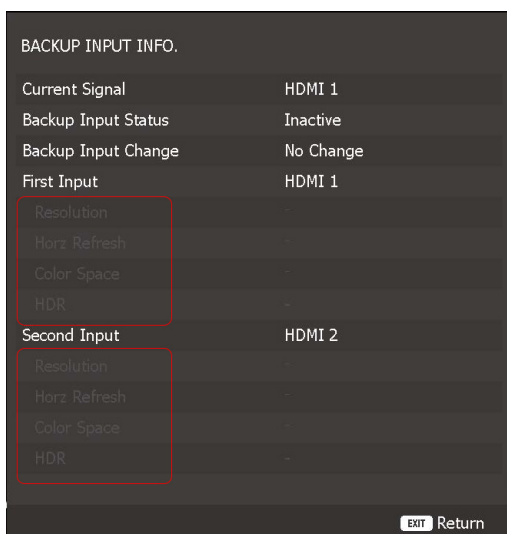 BACKUP INPUT INFO.
Current Signal HDMI 1
Backup Input Status Inactive
Backup Input Change No Change
First Input HDMI 1
Resolution -
Horz Refresh -
Color Space -
HDR -
Second Input HDMI 2
Resolution -
Horz Refresh -
Color Space -
HDR -
EXIT Return